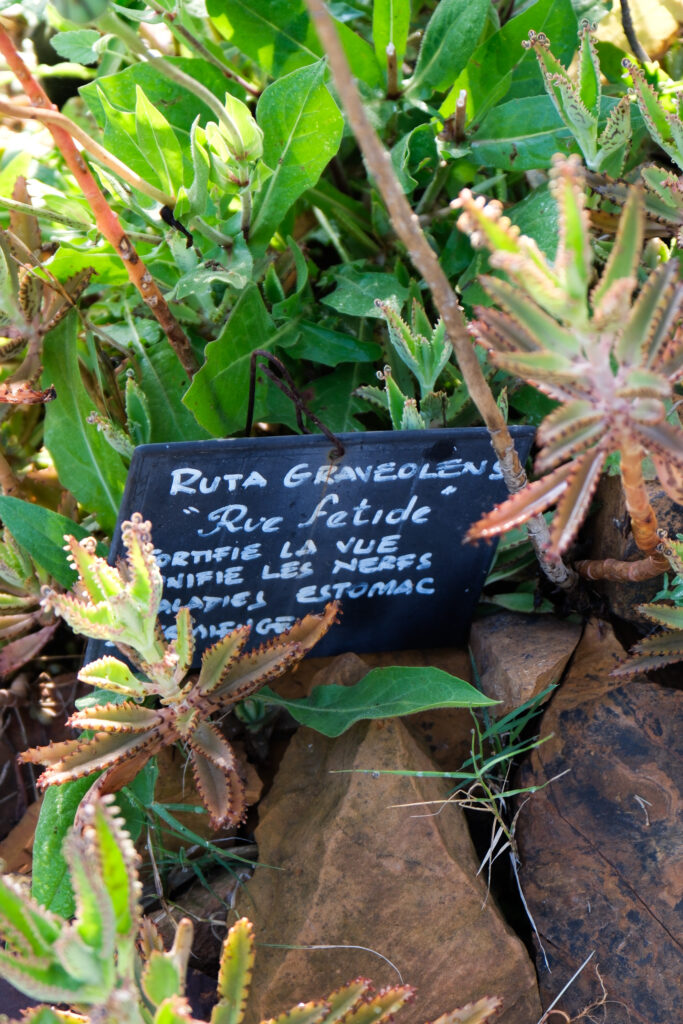 RUTA GRAVEOLENS
"Rue fetide"
FORTIFIE LA VUE
LES NERFS
ESTOMAC